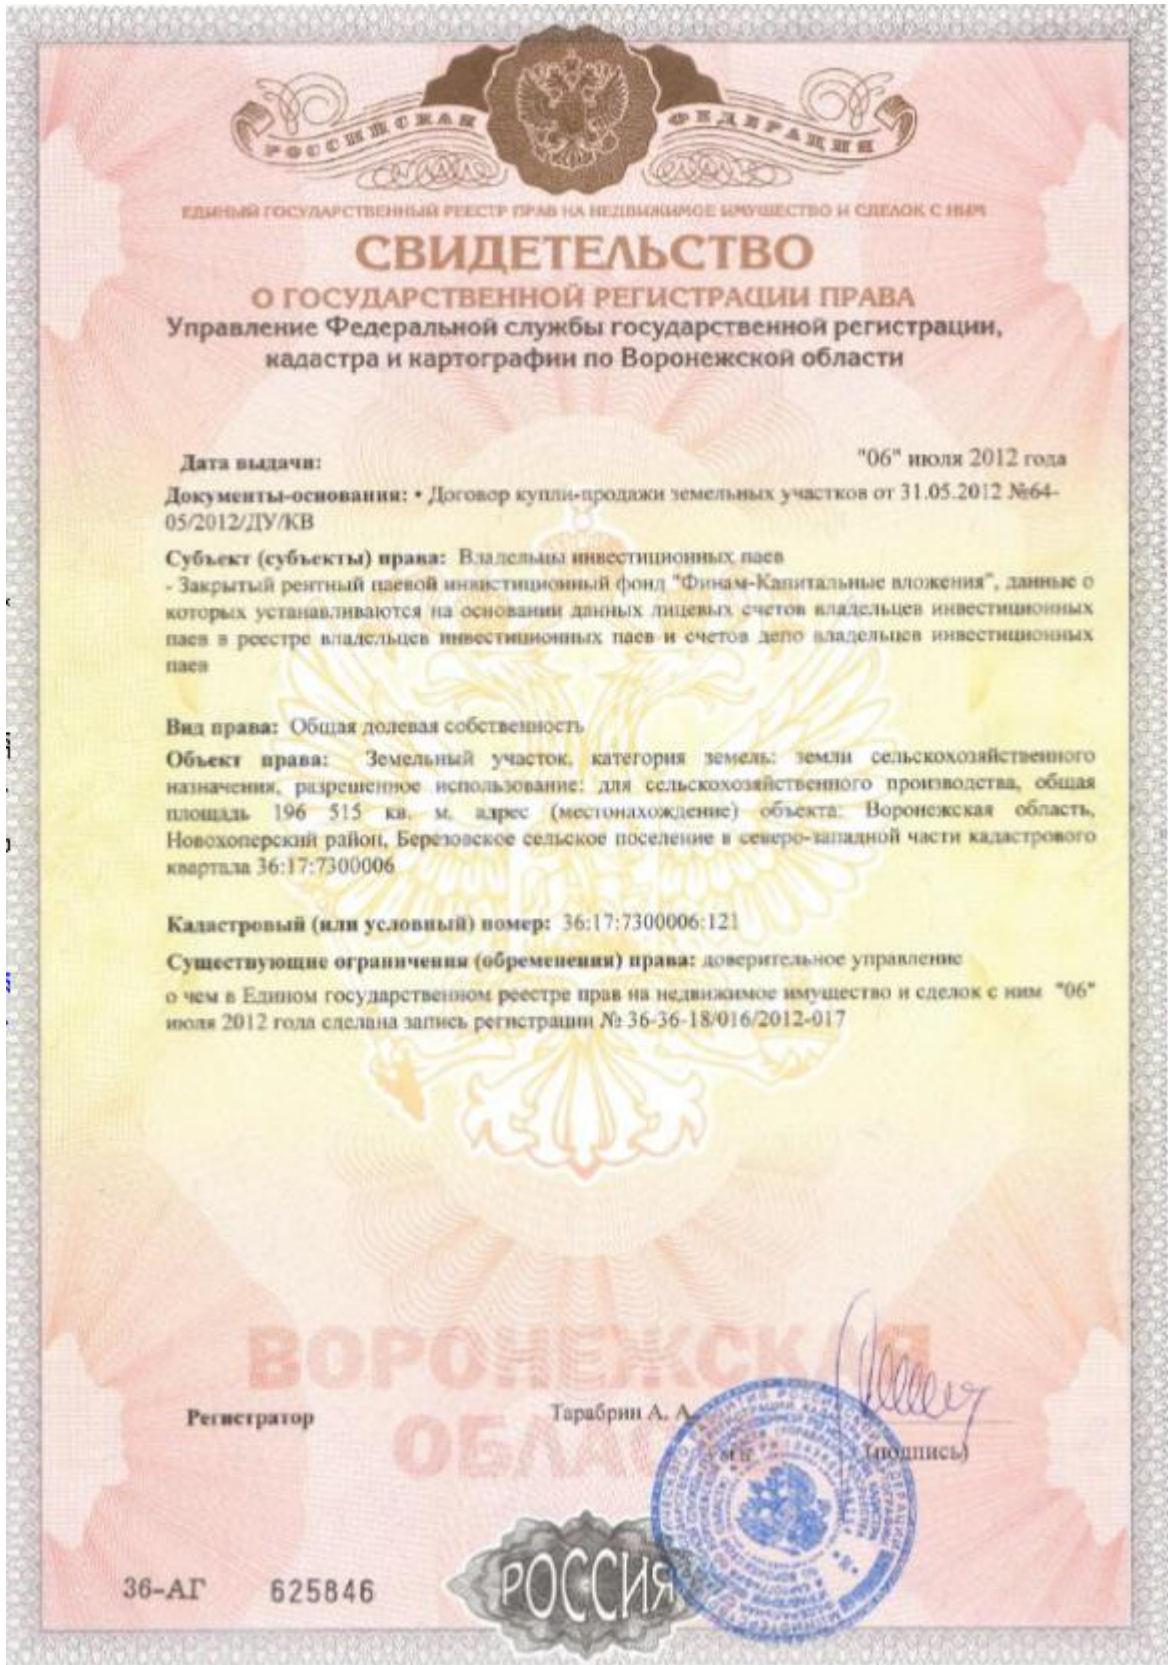 РОССИЙСКАЯ ФЕДЕРАЦИЯ
ЕДИНЫЙ ГОСУДАРСТВЕННЫЙ РЕЕСТР ПРАВ НА НЕДВИЖИМОЕ ИМУЩЕСТВО И СДЕЛОК С НИМ
СВИДЕТЕЛЬСТВО
О ГОСУДАРСТВЕННОЙ РЕГИСТРАЦИИ ПРАВА
Управление Федеральной службы государственной регистрации,
кадастра и картографии по Воронежской области
Дата выдачи: "06" июля 2012 года
Документы-основания: • Договор купли-продажи земельных участков от 31.05.2012 №64-
05/2012/ДУ/КВ
Субъект (субъекты) права: Владельцы инвестиционных паев
- Закрытый рентный паевой инвистиционный фонд "Финам-Капитальные вложения", данные о
которых устанавливаются на основании данных лицевых счетов владельцев инвестиционных
паев в реестре владельцев инвестиционных паев и счетов депо владельцев инвестиционных
паев
Вид права: Общая долевая собственность
Объект права: Земельный участок, категория земель: земли сельскохозяйственного
назначения, разрешенное использование: для сельскохозяйственного производства, общая
площадь 196 515 кв. м, адрес (местонахождение) объекта: Воронежская область,
Новохоперский район, Березовское сельское поселение в северо-западной части кадастрового
квартала 36:17:7300006
Кадастровый (или условный) номер: 36:17:7300006:121
Существующие ограничения (обременения) права: доверительное управление
о чем в Едином государственном реестре прав на недвижимое имущество и сделок с ним "06"
июля 2012 года сделана запись регистрации № 36-36-18/016/2012-017
ВОРОНЕЖСКАЯ
Регистратор Тарабрин А. А.
ОБЛАС
(подпись)
36-АГ 625846
РОССИЯ